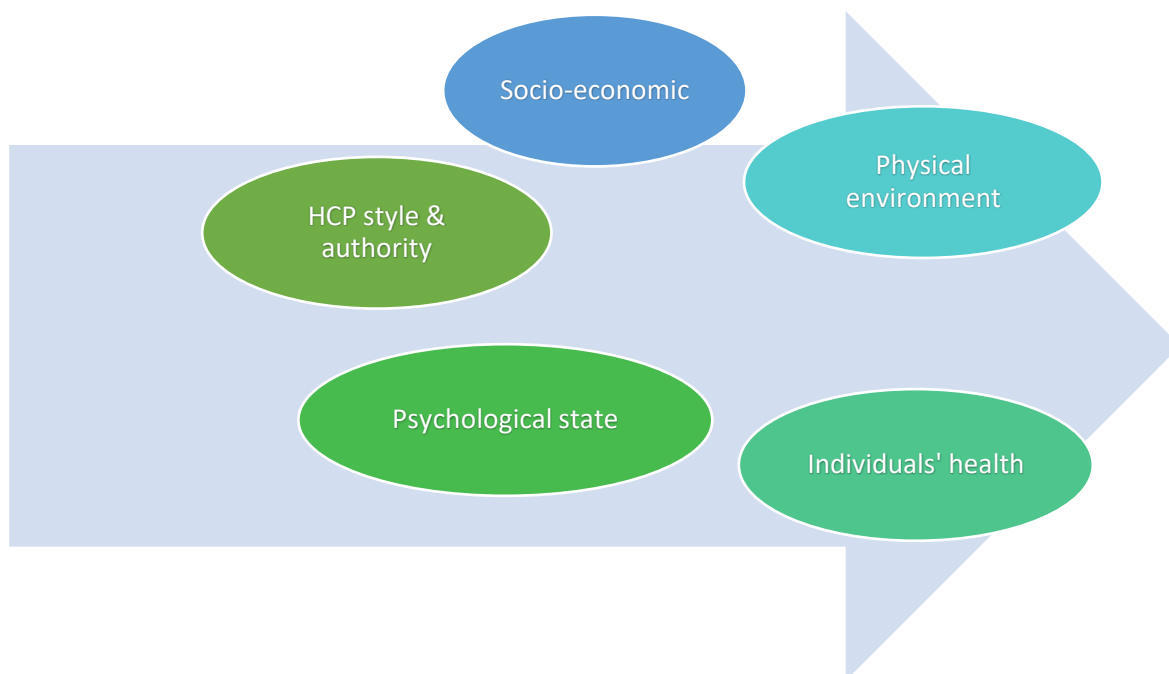 Socio-economic
Physical
environment
HCP style &
authority
Psychological state
Individuals' health